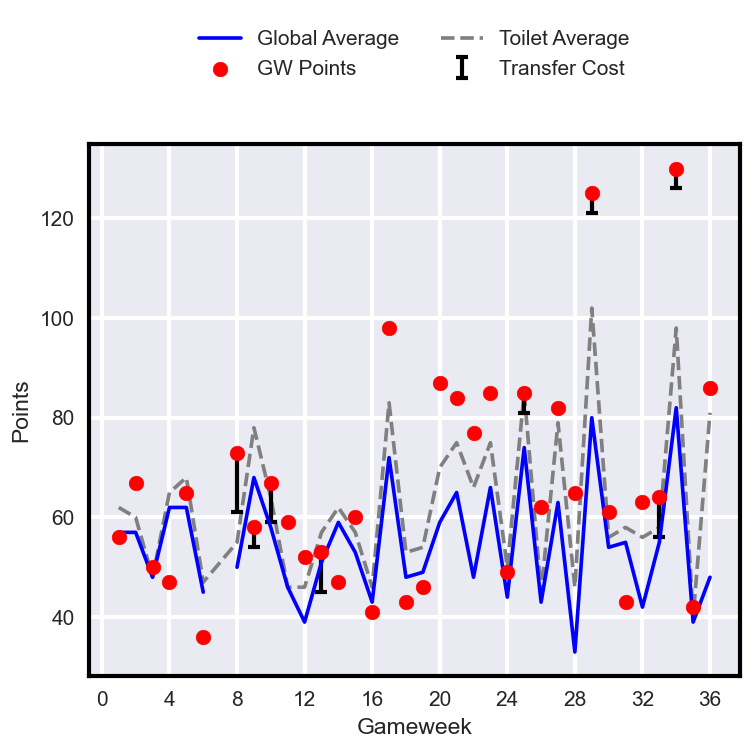 Global Average
Toilet Average
GW Points
Transfer Cost
120
100
80
60
40
Points
0 4 8 12 16 20 24 28 32 36
Gameweek